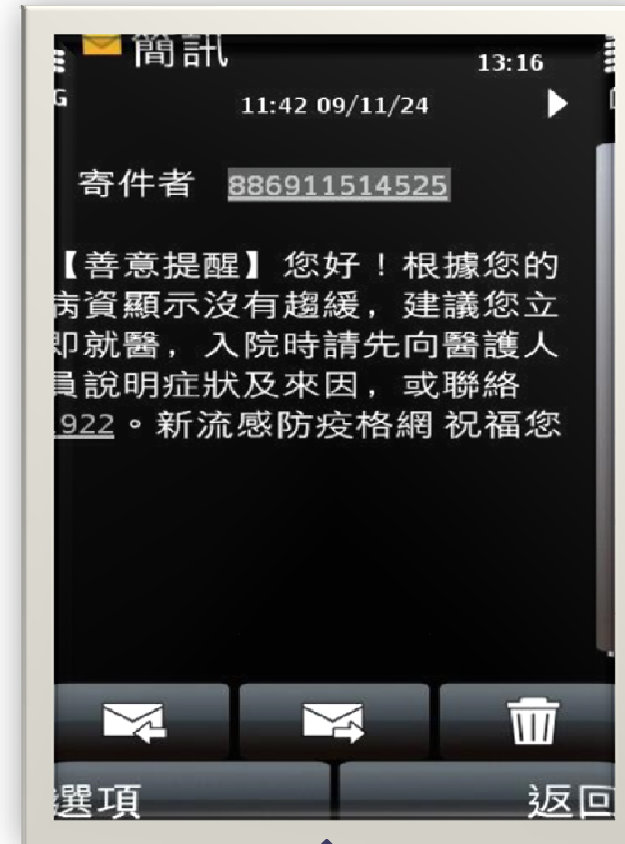 簡訊
13:16
G
11:42 09/11/24
寄件者 886911514525
【善意提醒】您好！根據您的
病資顯示沒有趨緩，建議您立
即就醫，入院時請先向醫護人
員說明症狀及來因，或聯絡
922。新流感防疫格網 祝福您
選項
返回